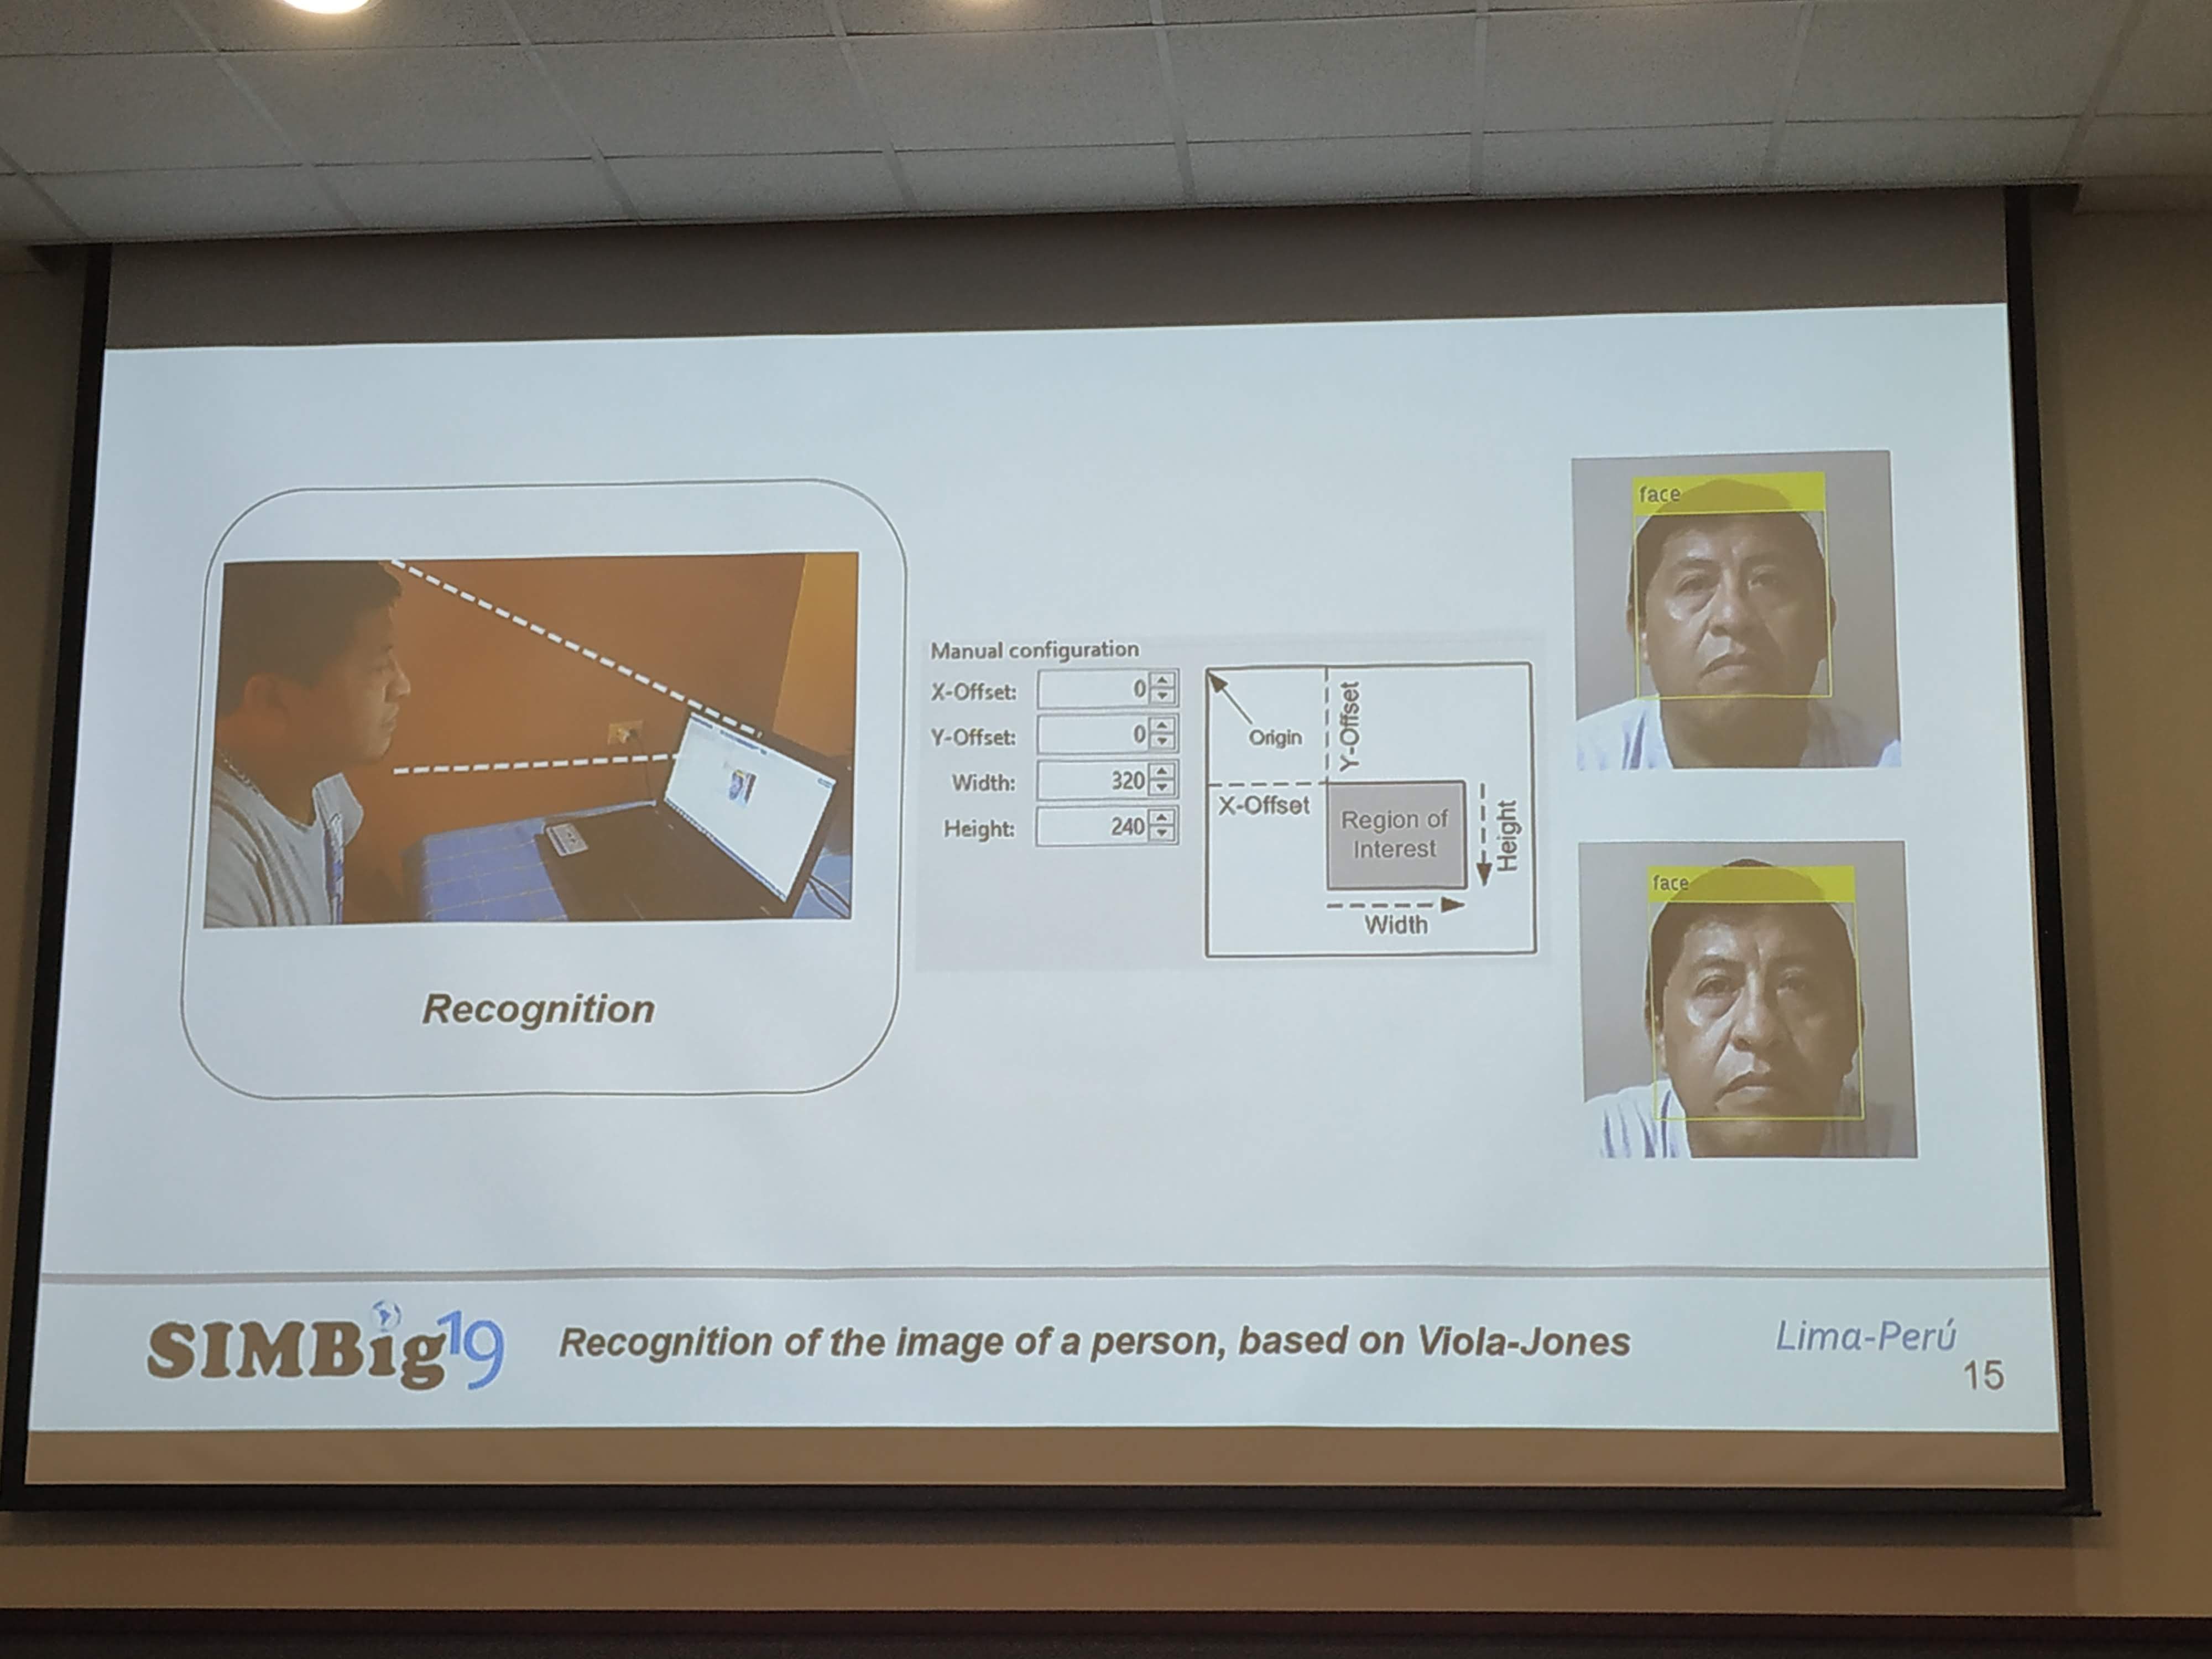 Recognition
Manual configuration
X-Offset: 0
Y-Offset: 0
Width: 320
Height: 240
Origin
Y-Offset
X-Offset
Region of
Interest
Height
Width
face
face
SIMBig19
Recognition of the image of a person, based on Viola-Jones
Lima-Perú
15